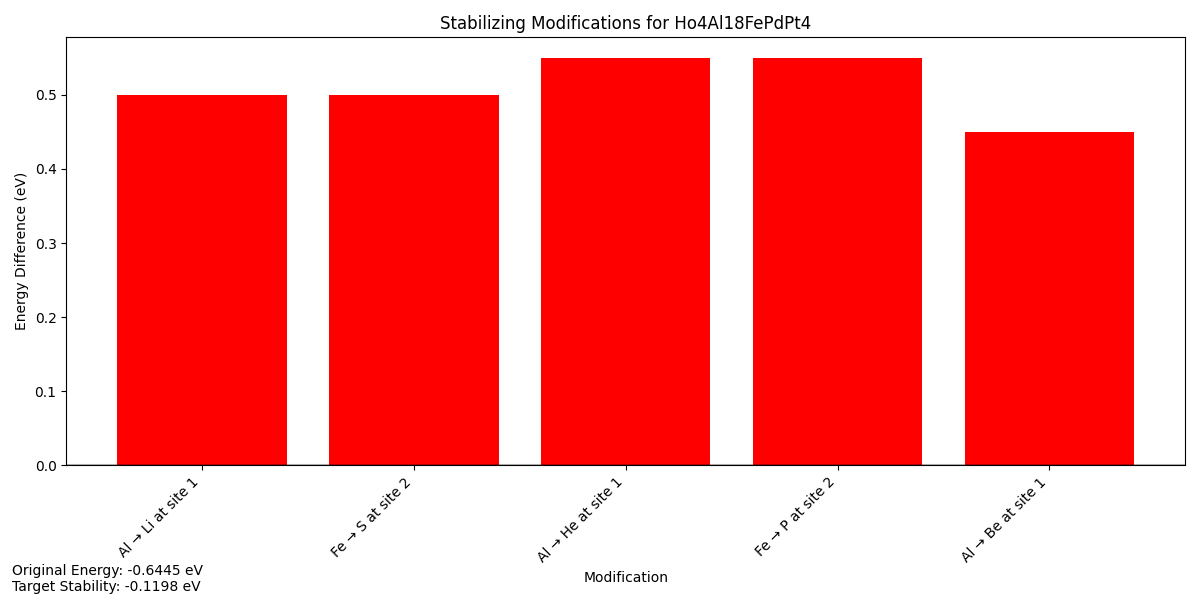 Stabilizing Modifications for Ho4Al18FePdPt4
Energy Difference (eV)
0.5
0.4
0.3
0.2
0.1
0.0
Al → Li at site 1
Fe → S at site 2
Al → He at site 1
Fe → P at site 2
Al → Be at site 1
Modification
Original Energy: -0.6445 eV
Target Stability: -0.1198 eV